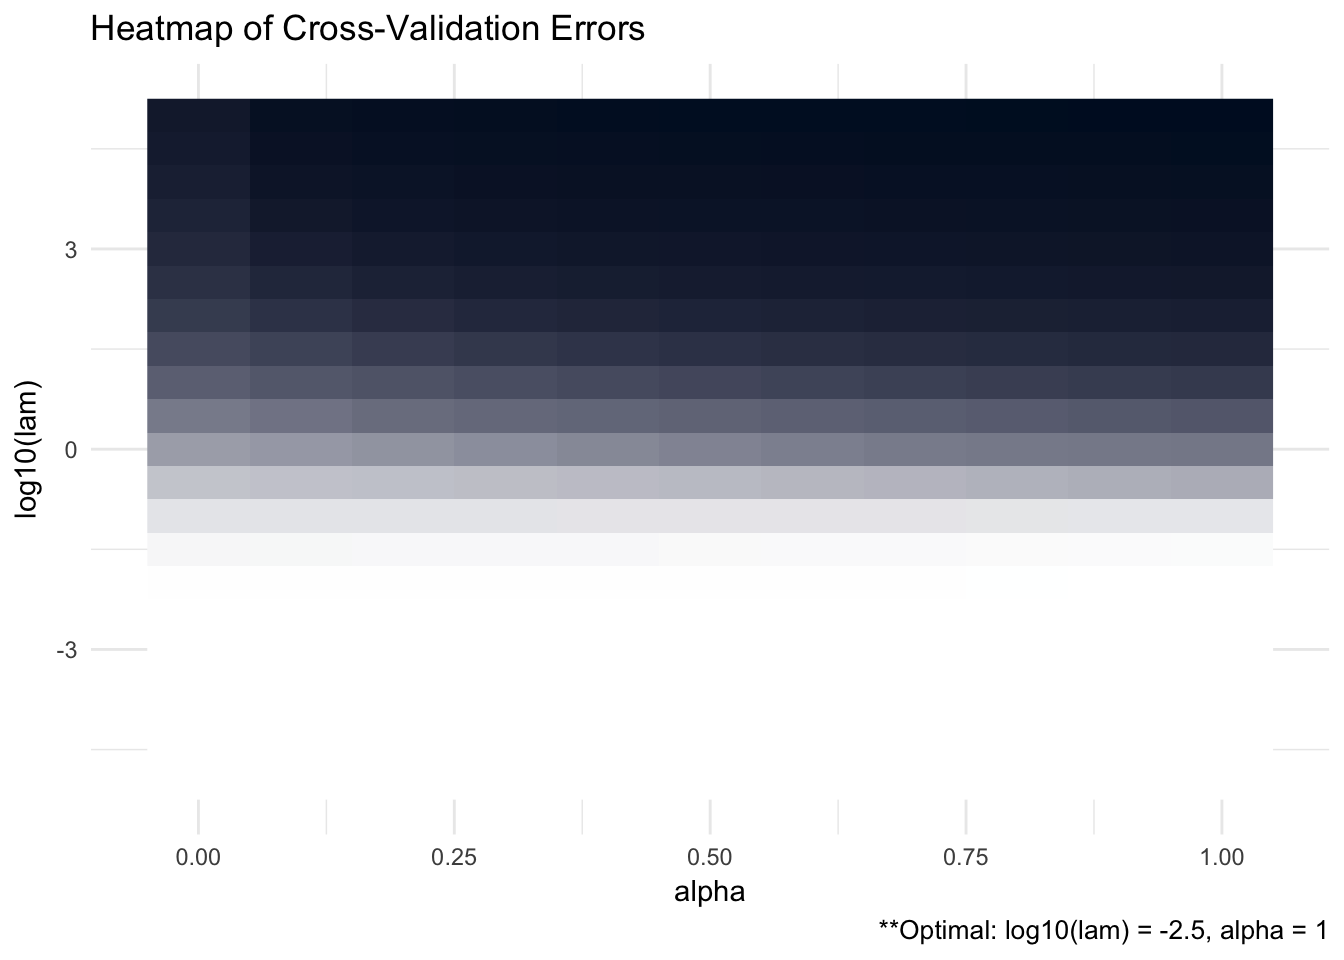 Heatmap of Cross-Validation Errors
3
0
-3
log10(lam)
0.00 0.25 0.50 0.75 1.00
alpha
**Optimal: log10(lam) = -2.5, alpha = 1